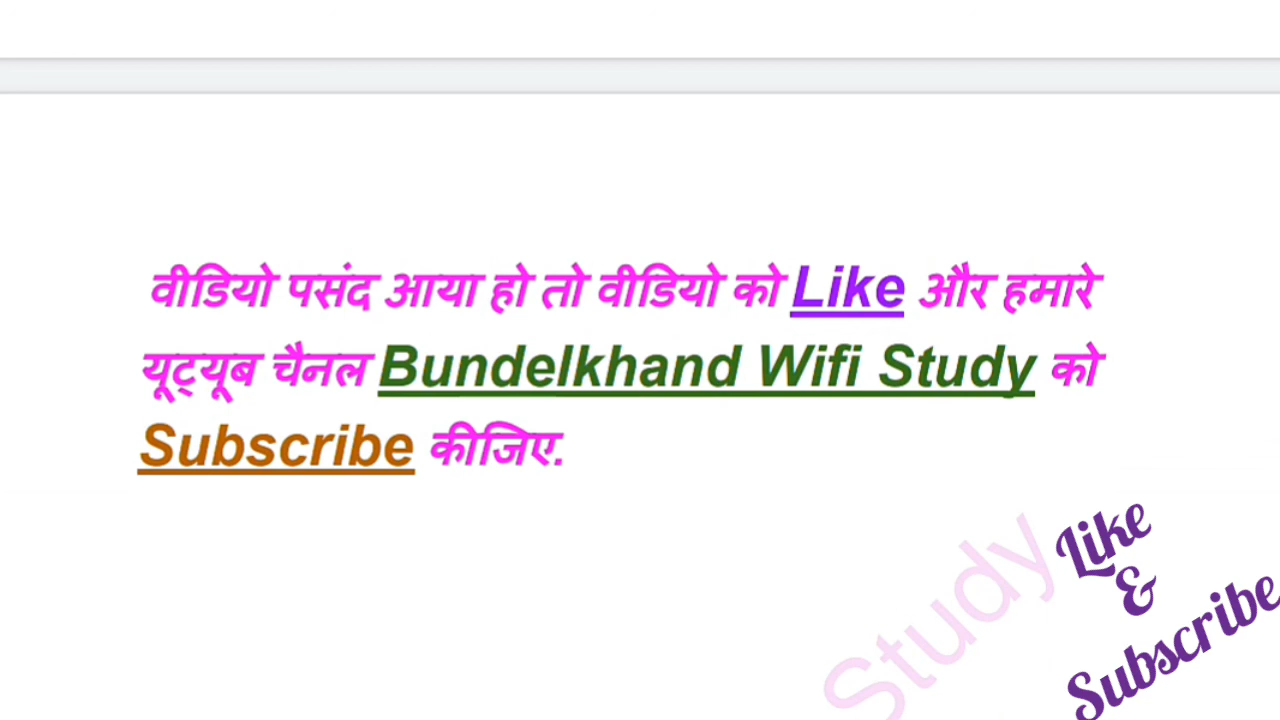 वीडियो पसंद आया हो तो वीडियो को Like और हमारे
यूट्यूब चैनल Bundelkhand Wifi Study को
Subscribe कीजिए.
Study
Like
&
Subscribe